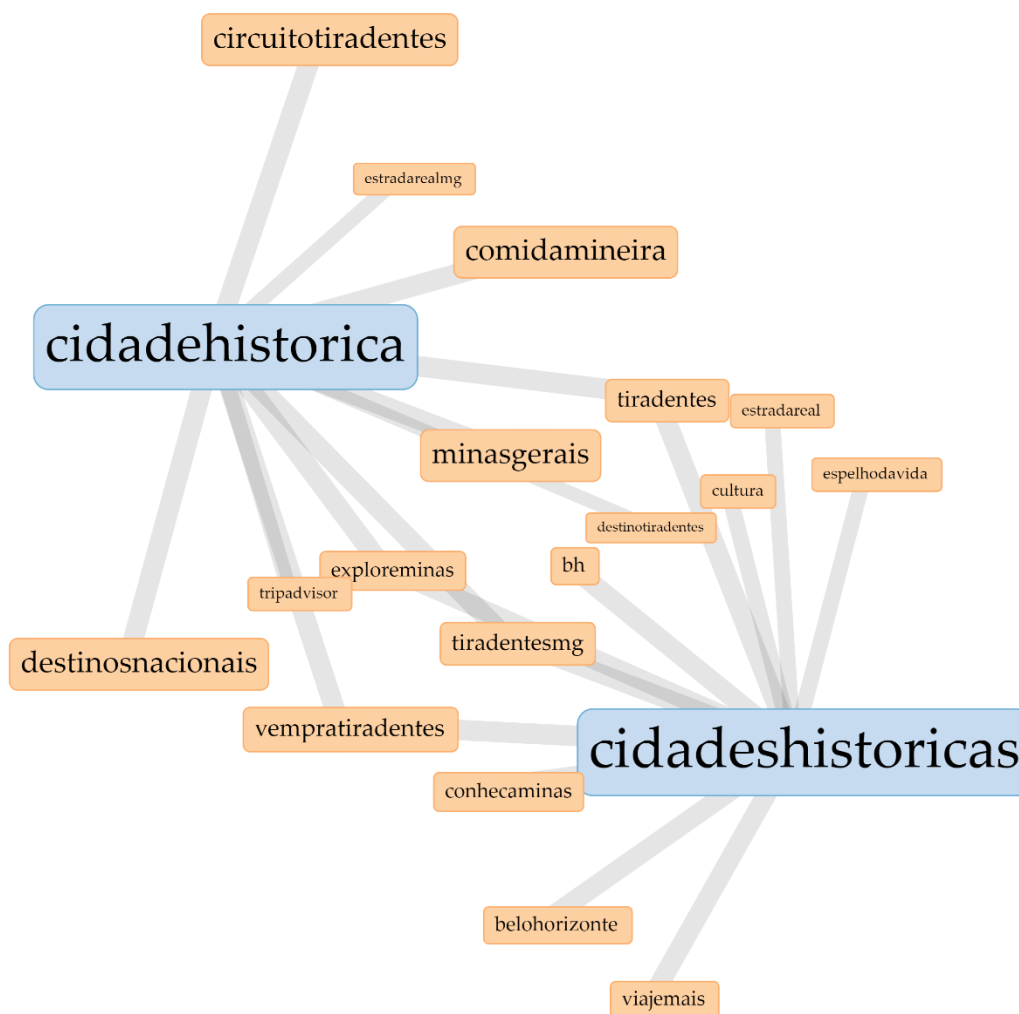 circuitotiradentes
estradarealmg
comidamineira
cidadehistorica
tiradentes
estradareal
minasgerais
espelhodavida
cultura
destinotiradentes
bh
exploreminas
tripadvisor
tiradentesmg
destinosnacionais
vempratiradentes
cidadeshistoricas
conhecaminas
belohorizonte
viajemais